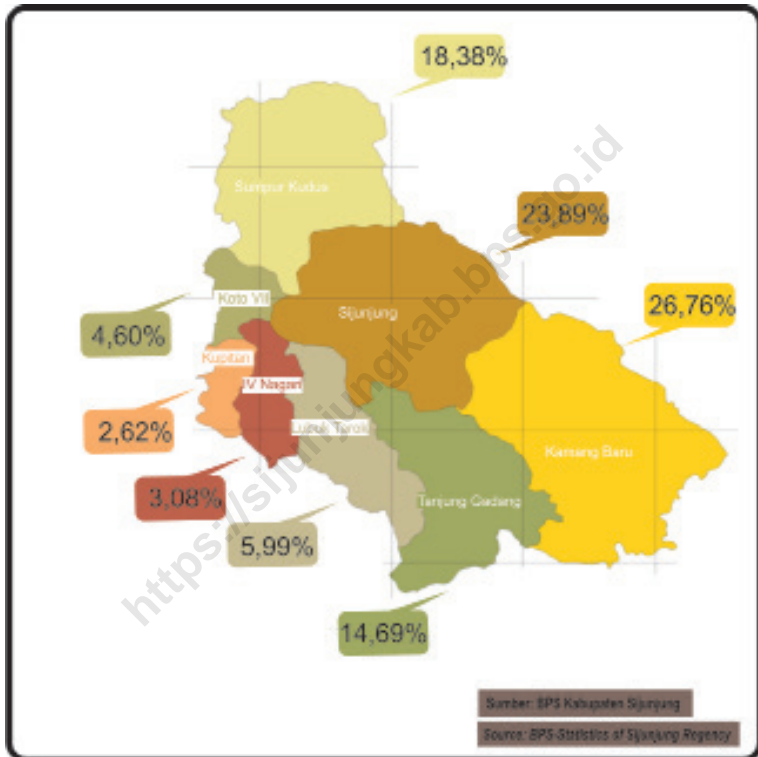 18,38%
Sumpur Kudus
23,89%
Koto VII
26,76%
Sijunjung
4,60%
Kupitan
IV Nagari
2,62%
Lubuk Tarok
Kamang Baru
3,08%
Tanjung Gadang
5,99%
14,69%
https://sijunjungkab.bps.go.id
Sumber: BPS Kabupaten Sijunjung
Source: BPS-Statistics of Sijunjung Regency